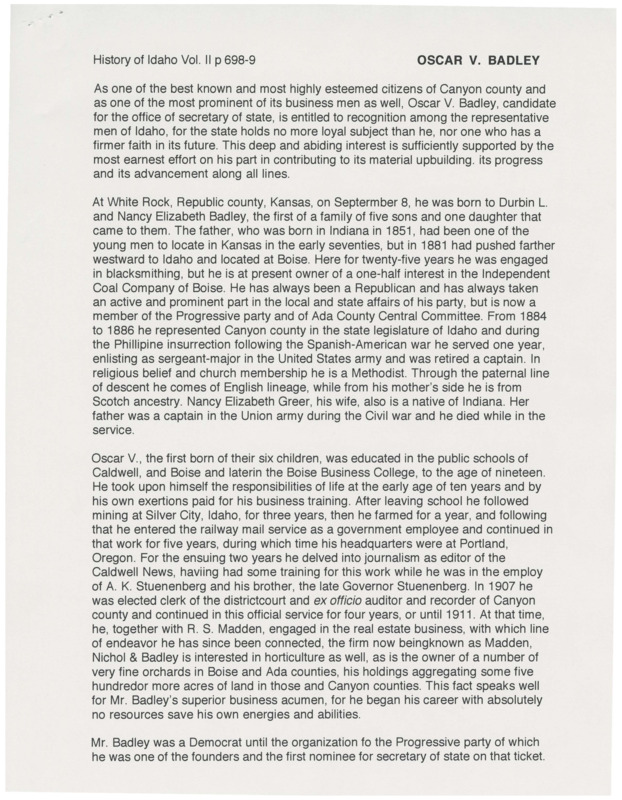 History of Idaho Vol. II p 698-9 OSCAR V. BADLEY
As one of the best known and most highly esteemed citizens of Canyon county and
as one of the most prominent of its business men as well, Oscar V. Badley, candidate
for the office of secretary of state, is entitled to recognition among the representative
men of Idaho, for the state holds no more loyal subject than he, nor one who has a
firmer faith in its future. This deep and abiding interest is sufficiently supported by the
most earnest effort on his part in contributing to its material upbuilding. its progress
and its advancement along all lines.
At White Rock, Republic county, Kansas, on Septermber 8, he was born to Durbin L.
and Nancy Elizabeth Badley, the first of a family of five sons and one daughter that
came to them. The father, who was born in Indiana in 1851, had been one of the
young men to locate in Kansas in the early seventies, but in 1881 had pushed farther
westward to Idaho and located at Boise. Here for twenty-five years he was engaged
in blacksmithing, but he is at present owner of a one-half interest in the Independent
Coal Company of Boise. He has always been a Republican and has always taken
an active and prominent part in the local and state affairs of his party, but is now a
member of the Progressive party and of Ada County Central Committee. From 1884
to 1886 he represented Canyon county in the state legislature of Idaho and during
the Phillipine insurrection following the Spanish-American war he served one year,
enlisting as sergeant-major in the United States army and was retired a captain. In
religious belief and church membership he is a Methodist. Through the paternal line
of descent he comes of English lineage, while from his mother's side he is from
Scotch ancestry. Nancy Elizabeth Greer, his wife, also is a native of Indiana. Her
father was a captain in the Union army during the Civil war and he died while in the
service.
Oscar V., the first born of their six children, was educated in the public schools of
Caldwell, and Boise and laterin the Boise Business College, to the age of nineteen.
He took upon himself the responsibilities of life at the early age of ten years and by
his own exertions paid for his business training. After leaving school he followed
mining at Silver City, Idaho, for three years, then he farmed for a year, and following
that he entered the railway mail service as a government employee and continued in
that work for five years, during which time his headquarters were at Portland,
Oregon. For the ensuing two years he delved into journalism as editor of the
Caldwell News, haviing had some training for this work while he was in the employ
of A. K. Stuenenberg and his brother, the late Governor Stuenenberg. In 1907 he
was elected clerk of the districtcourt and ex officio auditor and recorder of Canyon
county and continued in this official service for four years, or until 1911. At that time,
he, together with R. S. Madden, engaged in the real estate business, with which line
of endeavor he has since been connected, the firm now beingknown as Madden,
Nichol & Badley is interested in horticulture as well, as is the owner of a number of
very fine orchards in Boise and Ada counties, his holdings aggregating some five
hundredor more acres of land in those and Canyon counties. This fact speaks well
for Mr. Badley's superior business acumen, for he began his career with absolutely
no resources save his own energies and abilities.
Mr. Badley was a Democrat until the organization fo the Progressive party of which
he was one of the founders and the first nominee for secretary of state on that ticket.